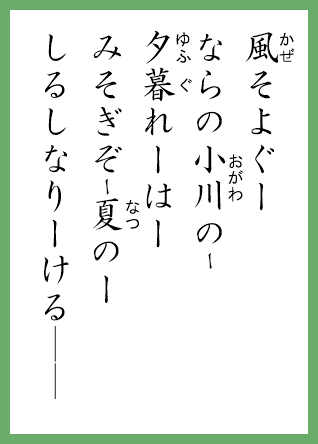 風そよぐー
ならの小川の~
夕暮れーはー
みそぎぞ~夏のー
しるしなりーける――
かぜ
おがわ
ゆふぐ
なつ